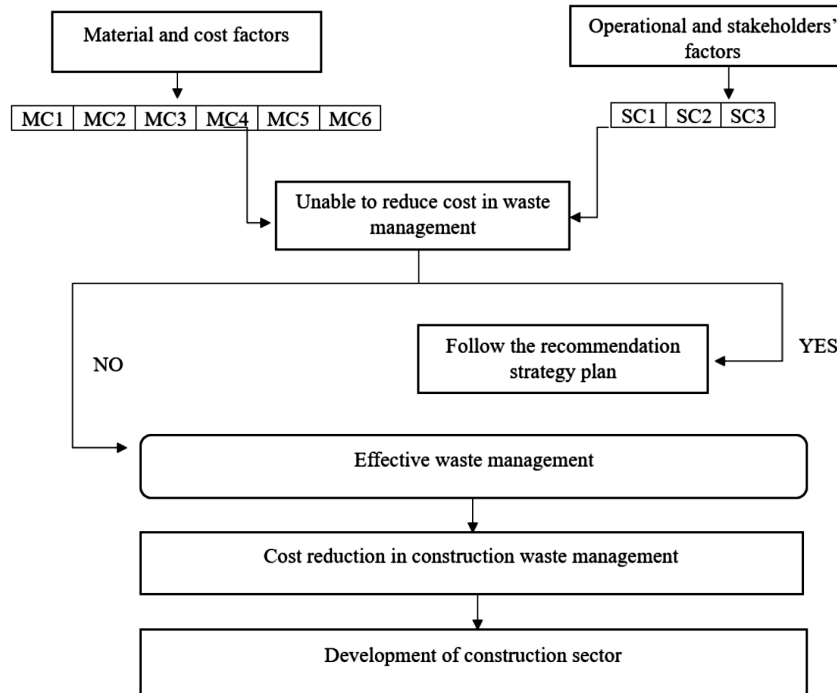 Material and cost factors
Operational and stakeholders’
factors
MC1 MC2 MC3 MC4 MC5 MC6
SC1 SC2 SC3
Unable to reduce cost in waste
management
NO
Follow the recommendation
strategy plan
YES
Effective waste management
Cost reduction in construction waste management
Development of construction sector